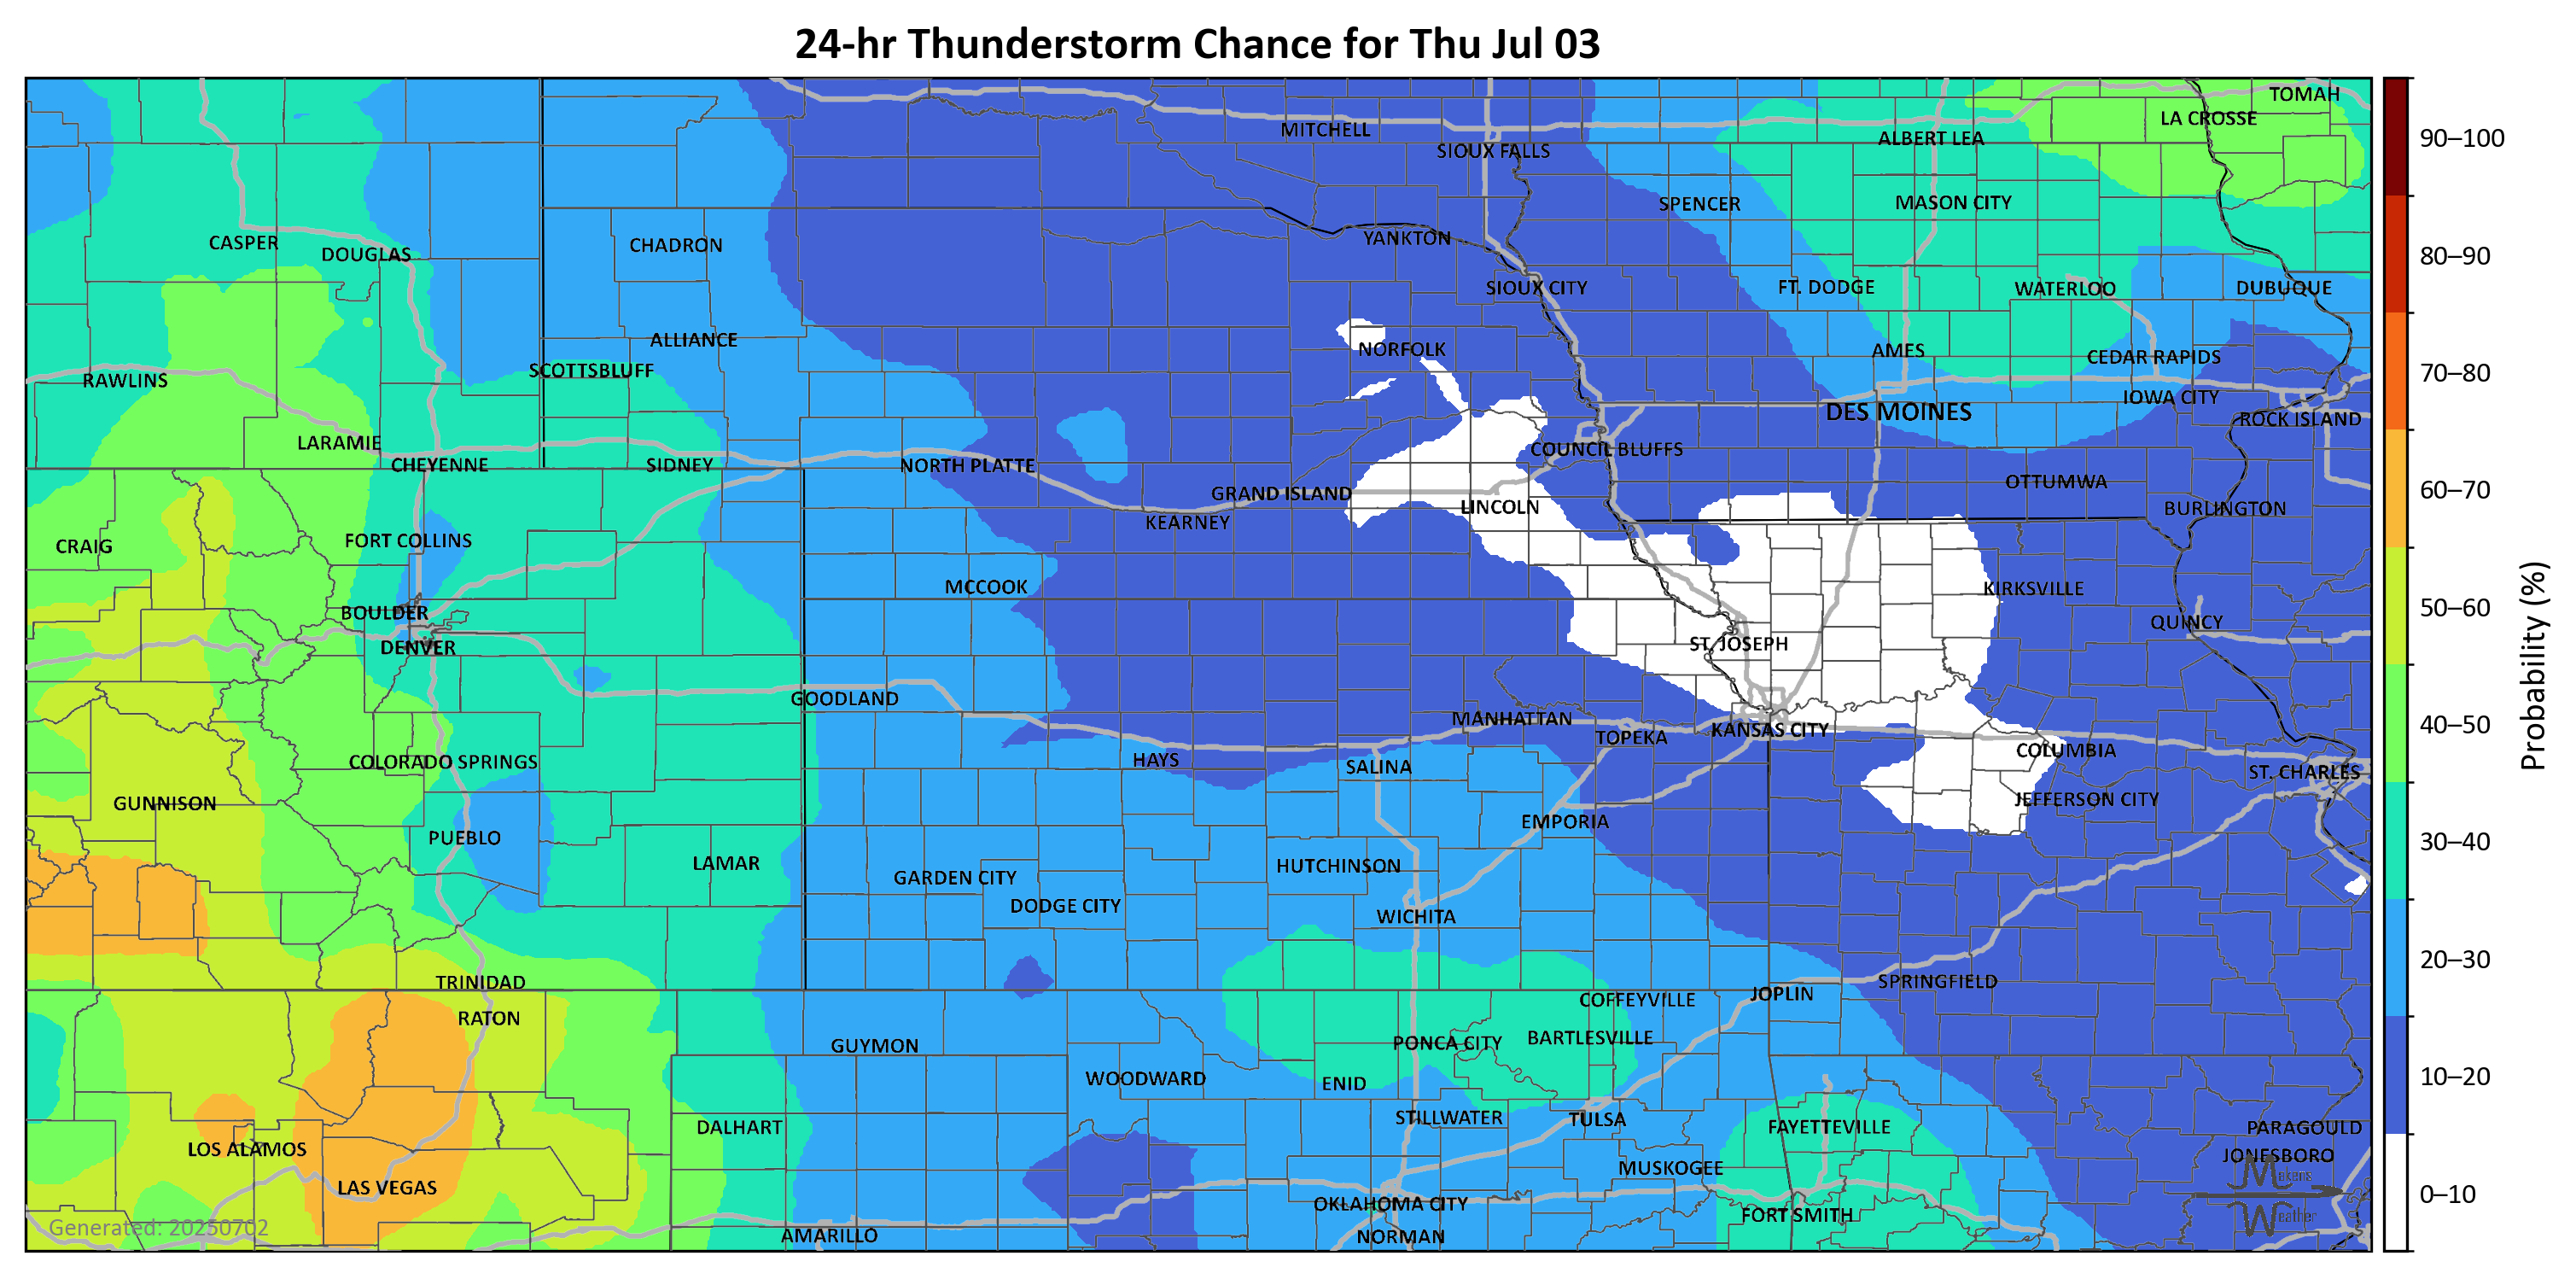 24-hr Thunderstorm Chance for Thu Jul 03
TOMAH
LA CROSSE
MITCHELL
ALBERT LEA
SIOUX FALLS
SPENCER
MASON CITY
CASPER
DOUGLAS
CHADRON
YANKTON
SIOUX CITY
FT. DODGE
WATERLOO
DUBUQUE
ALLIANCE
NORFOLK
AMES
CEDAR RAPIDS
RAWLINS
SCOTTSBLUFF
IOWA CITY
DES MOINES
ROCK ISLAND
LARAMIE
COUNCIL BLUFFS
CHEYENNE
SIDNEY
NORTH PLATTE
OTTUMWA
GRAND ISLAND
LINCOLN
BURLINGTON
KEARNEY
CRAIG
FORT COLLINS
MCCOOK
KIRKSVILLE
BOULDER
QUINCY
DENVER
ST. JOSEPH
GOODLAND
MANHATTAN
TOPEKA
KANSAS CITY
COLUMBIA
COLORADO SPRINGS
HAYS
SALINA
ST. CHARLES
GUNNISON
JEFFERSON CITY
PUEBLO
EMPORIA
LAMAR
HUTCHINSON
GARDEN CITY
DODGE CITY
WICHITA
TRINIDAD
SPRINGFIELD
JOPLIN
COFFEYVILLE
RATON
GUYMON
PONCA CITY
BARTLESVILLE
WOODWARD
ENID
STILLWATER
TULSA
DALHART
FAYETTEVILLE
PARAGOULD
LOS ALAMOS
JONESBORO
MUSKOGEE
LAS VEGAS
OKLAHOMA CITY
FORT SMITH
AMARILLO
NORMAN
Generated: 20250702
Makens
Weather
90–100
80–90
70–80
60–70
50–60
40–50
30–40
20–30
10–20
0–10
Probability (%)